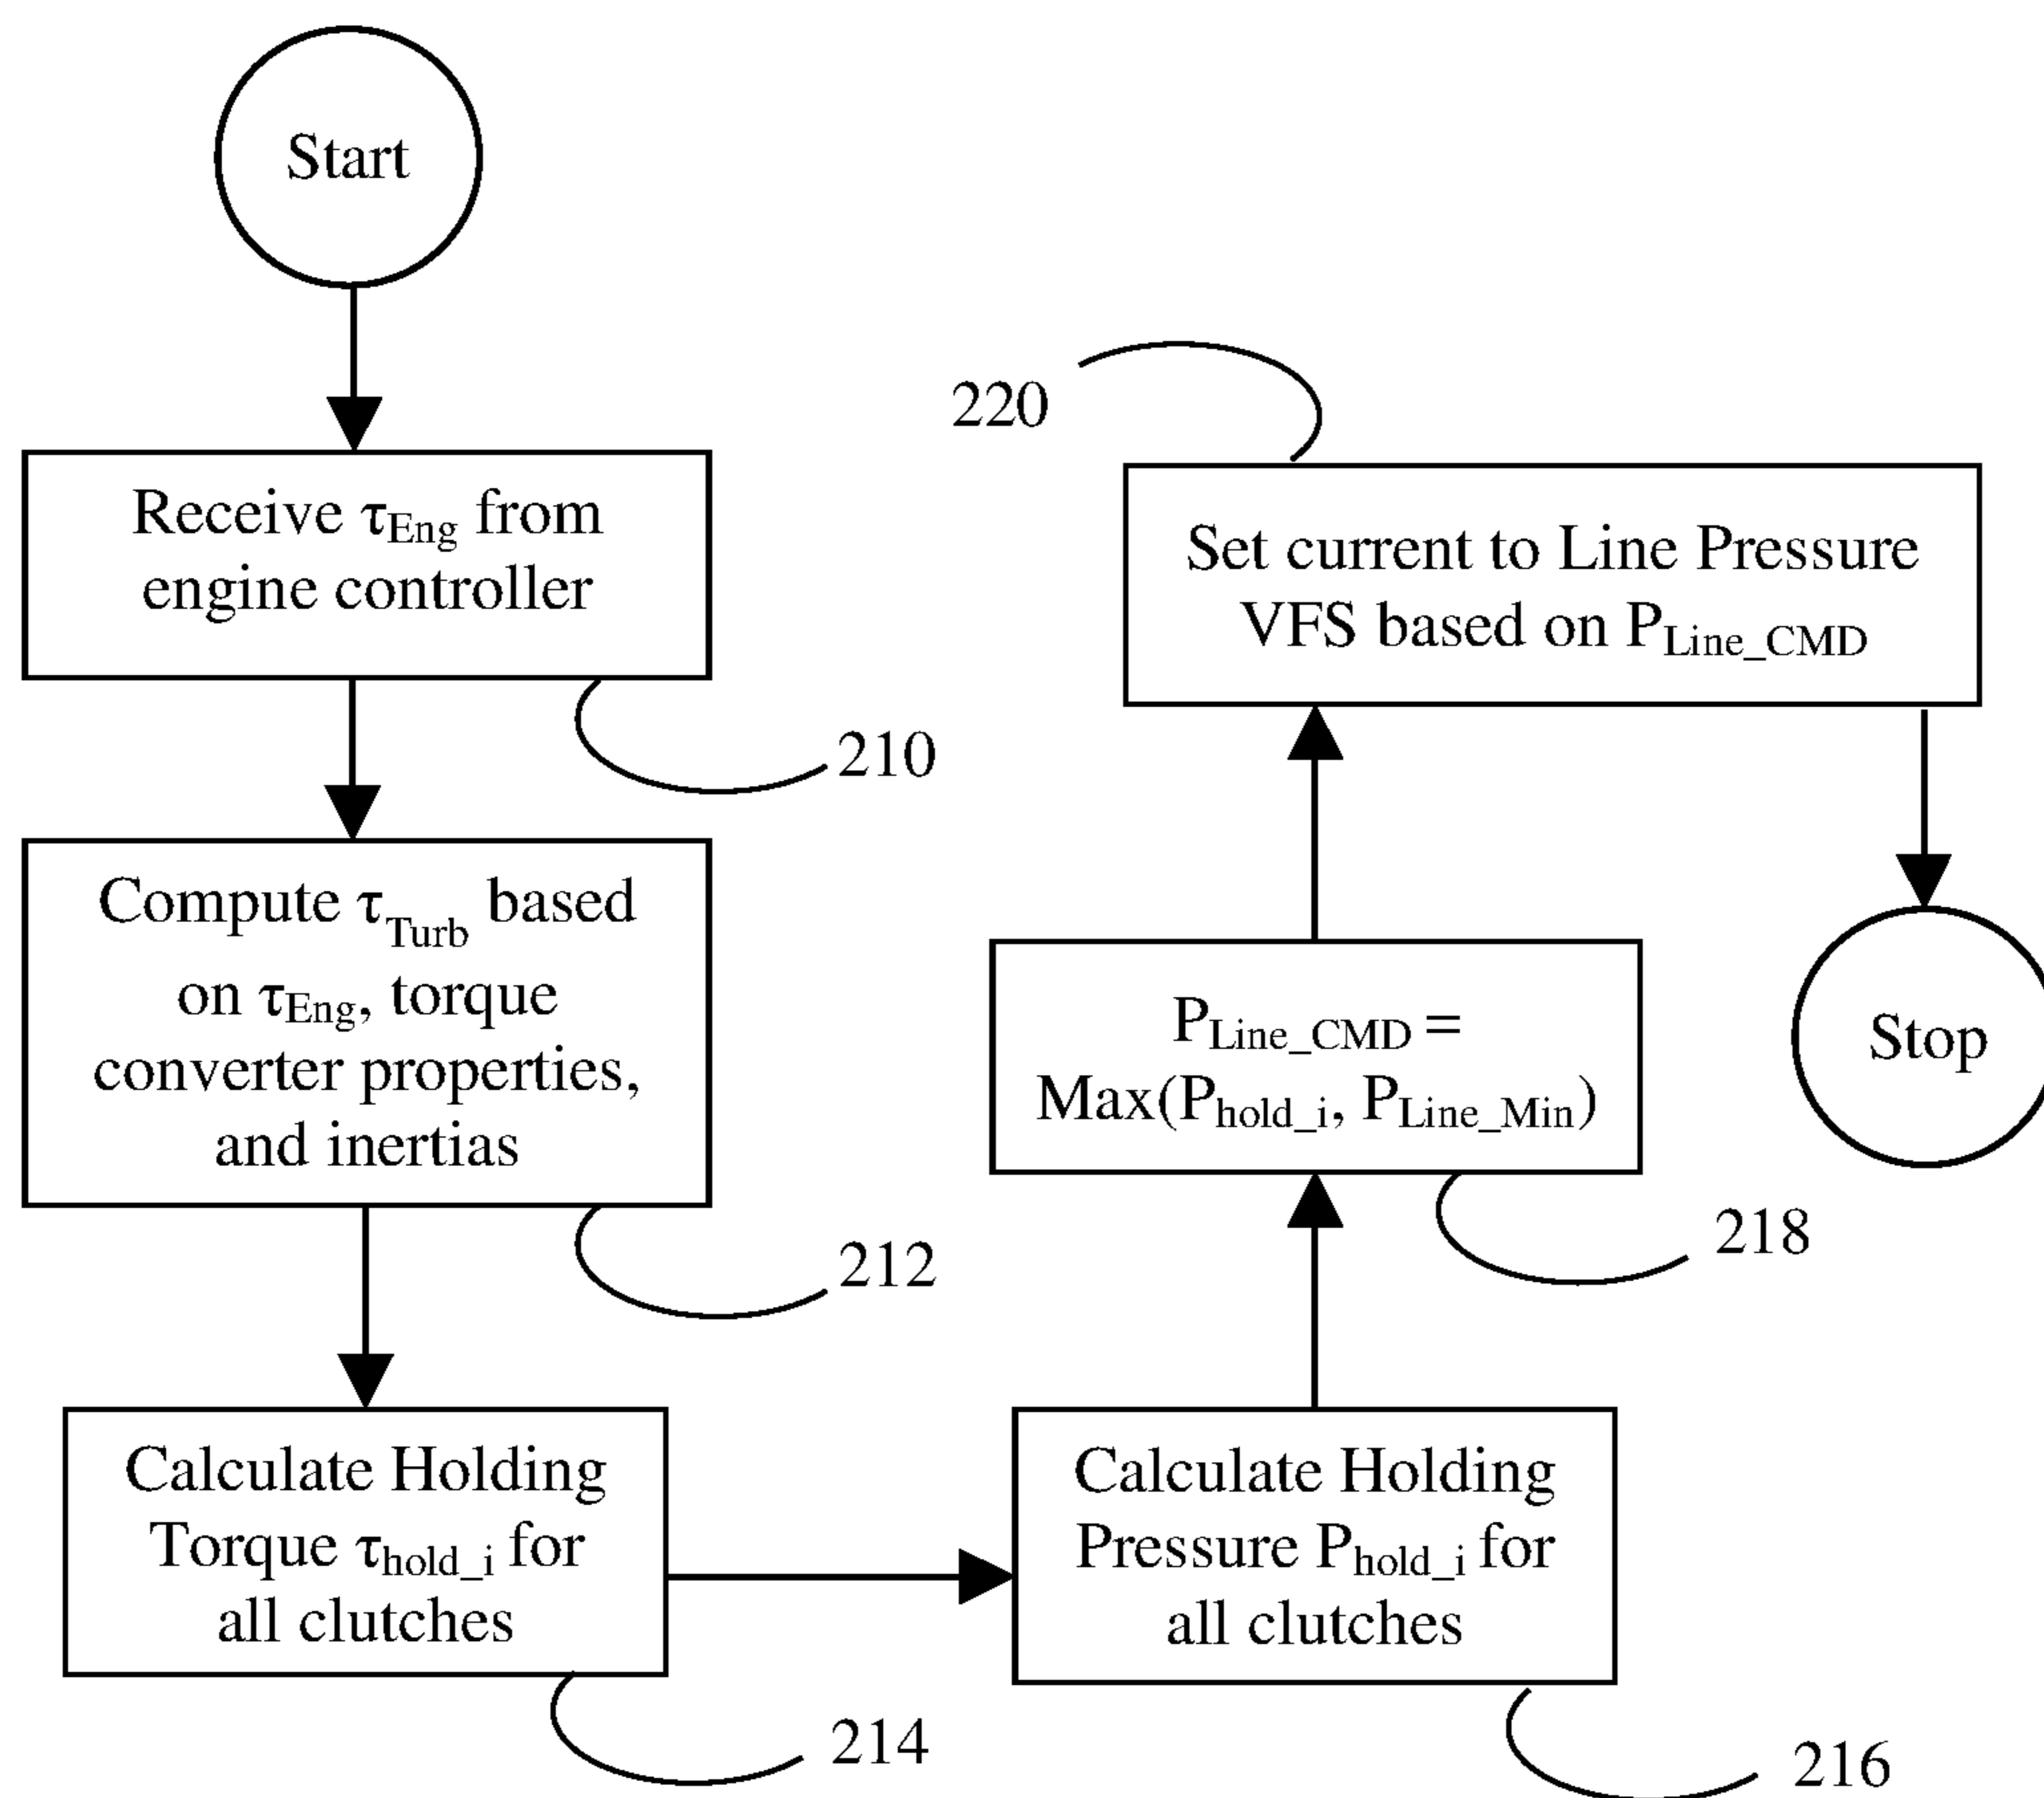 Start
Receive τEng from
engine controller
210
Compute τTurb based
on τEng, torque
converter properties,
and inertias
212
Calculate Holding
Torque τhold_i for
all clutches
214
Calculate Holding
Pressure Phold_i for
all clutches
216
PLine_CMD =
Max(Phold_i, PLine_Min)
218
220
Set current to Line Pressure
VFS based on PLine_CMD
Stop